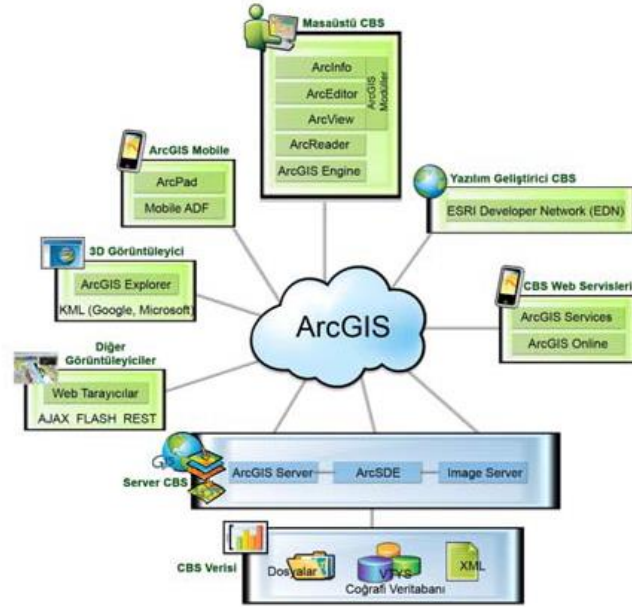 Masaüstü CBS
ArcInfo
ArcEditor
ArcView
ArcReader
ArcGIS Engine
ArcGIS Modüller
ArcGIS Mobile
ArcPad
Mobile ADF
Yazılım Geliştirici CBS
ESRI Developer Network (EDN)
3D Görüntüleyici
ArcGIS Explorer
KML (Google, Microsoft)
CBS Web Servisleri
ArcGIS Services
ArcGIS Online
ArcGIS
Diğer
Görüntüleyiciler
Web Tarayıcılar
AJAX FLASH REST
GIS
Server CBS
ArcGIS Server
ArcSDE
Image Server
CBS Verisi
Dosyalar
VTYS
XML
Coğrafi Veritabanı